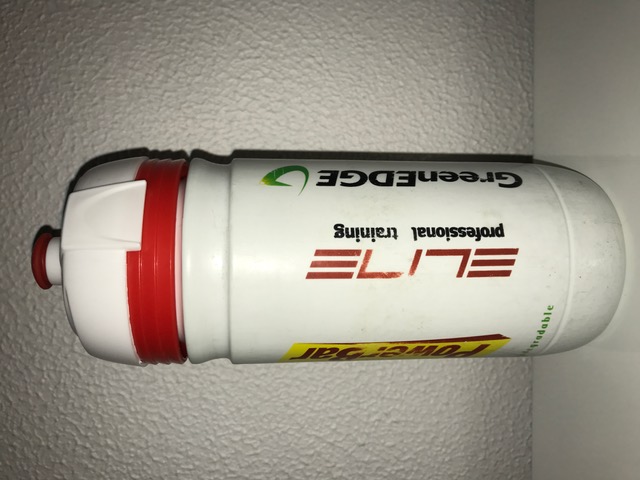 PowerBar
ELITE
professional training
GreenEDGE